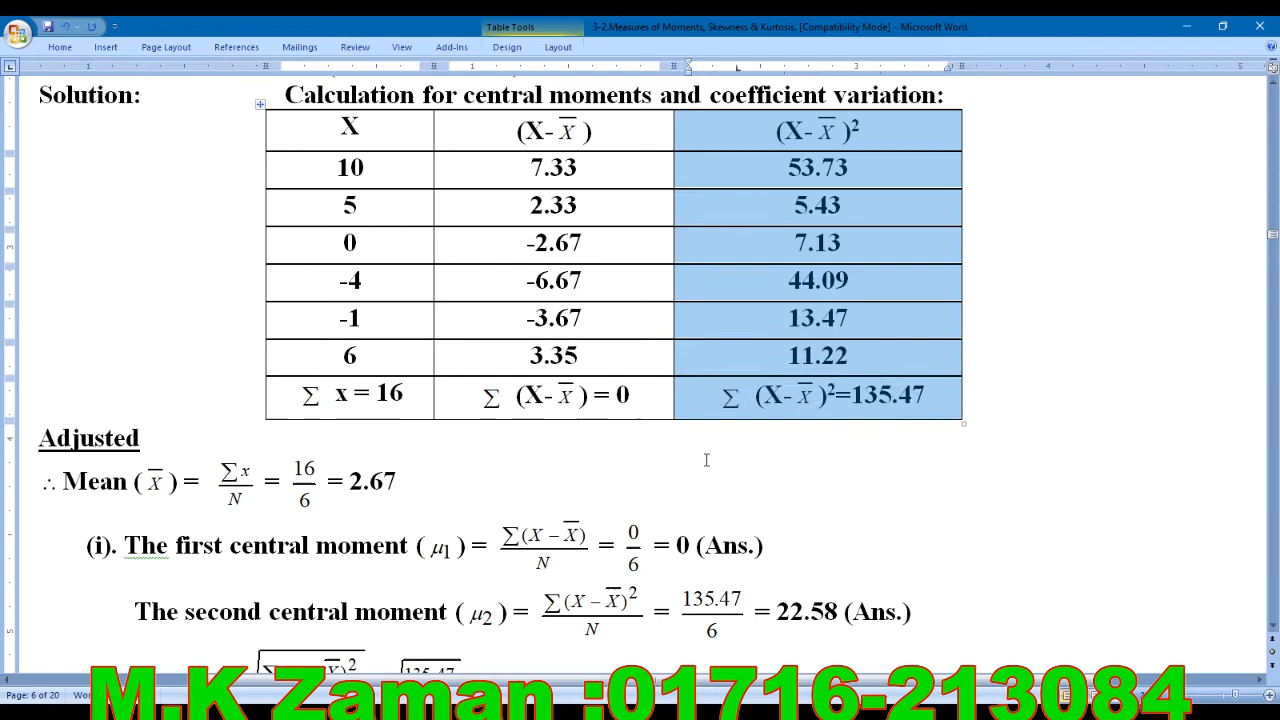 Table Tools
3-2.Measures of Moments, Skewness & Kurtosis. [Compatibility Mode] - Microsoft Word
Home Insert Page Layout References Mailings Review View Add-Ins Design Layout
1 1 3 4 5
Solution: Calculation for central moments and coefficient variation:
X (X- X̅ ) (X- X̅ )²
10 7.33 53.73
5 2.33 5.43
0 -2.67 7.13
-4 -6.67 44.09
-1 -3.67 13.47
6 3.35 11.22
∑ x = 16 ∑ (X- X̅ ) = 0 ∑ (X- X̅ )²=135.47
Adjusted
∴ Mean ( X̅ ) = ∑x / N = 16 / 6 = 2.67
(i). The first central moment ( μ₁ ) = ∑(X − X̅) / N = 0 / 6 = 0 (Ans.)
The second central moment ( μ₂ ) = ∑(X − X̅)² / N = 135.47 / 6 = 22.58 (Ans.)
Page: 6 of 20
M.K Zaman :01716-213084